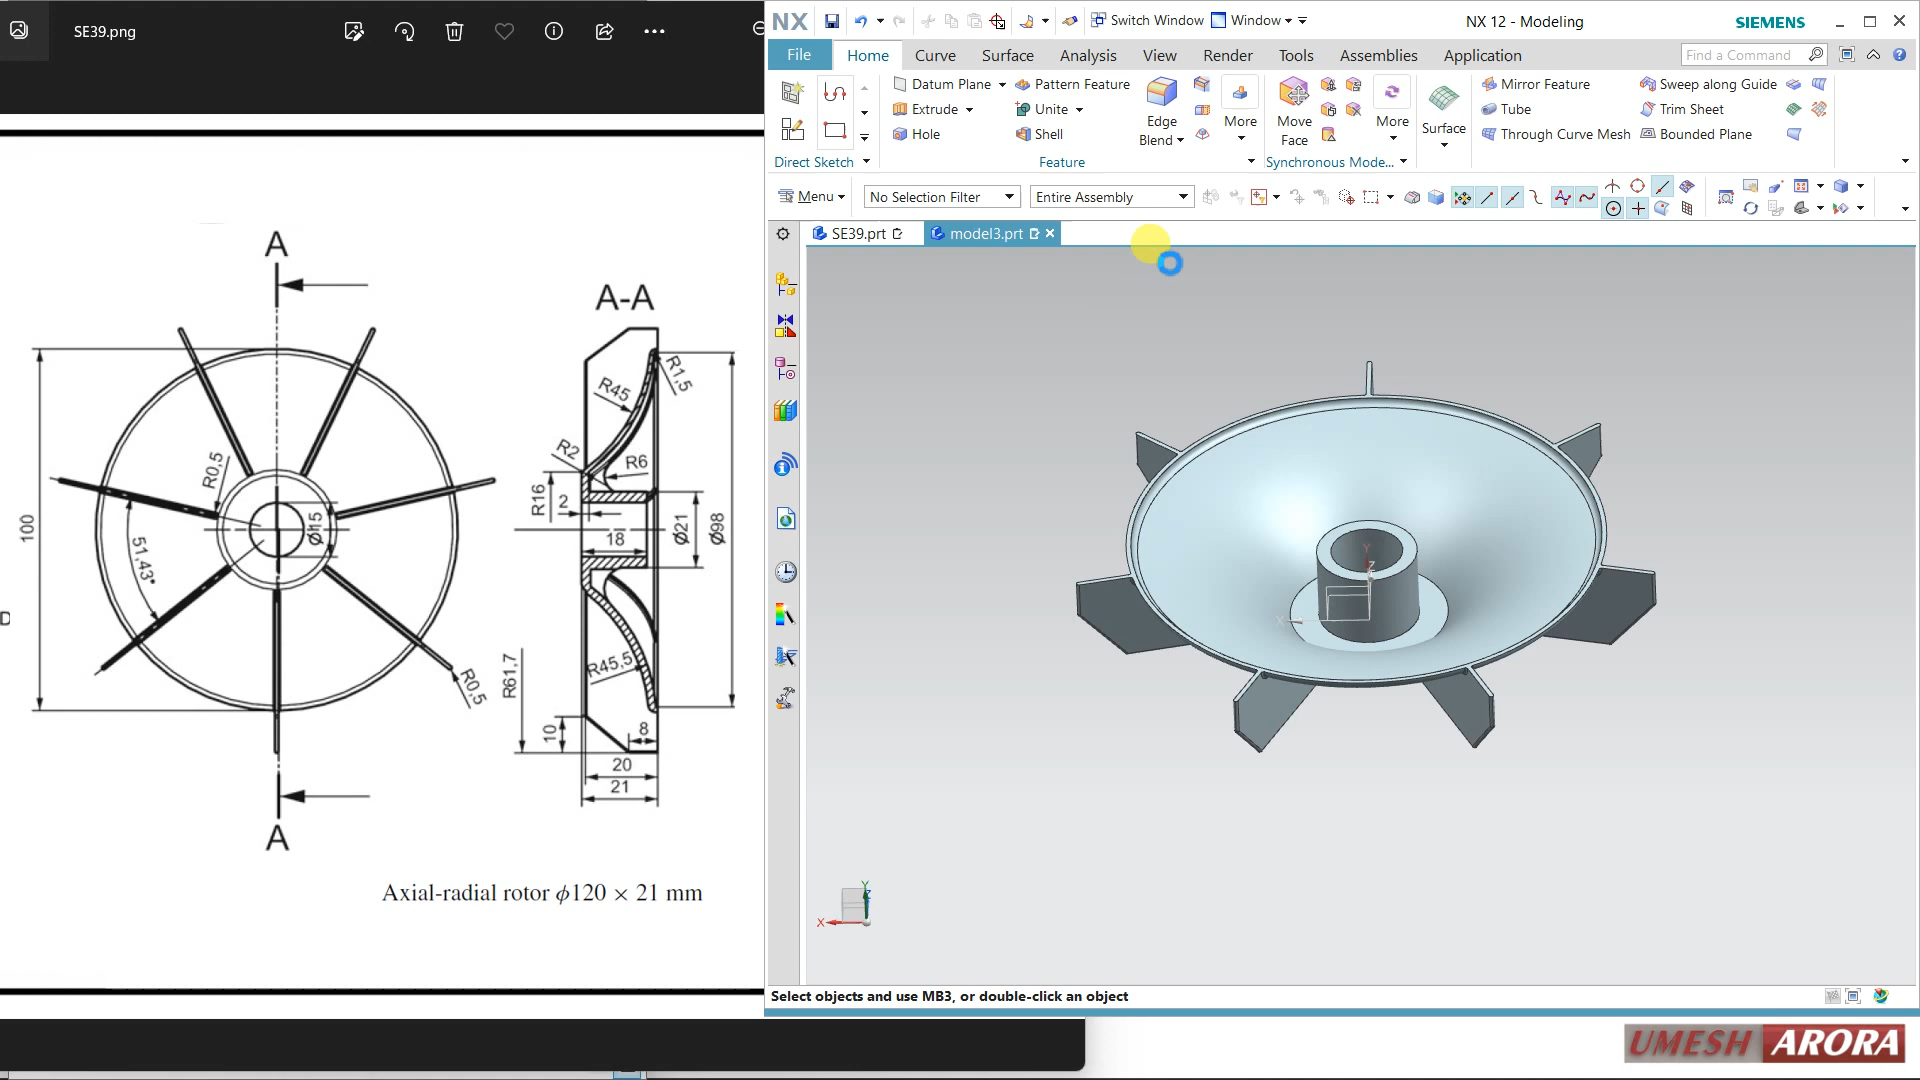 SE39.png
NX
Switch Window
Window
NX 12 - Modeling
SIEMENS
File
Home
Curve
Surface
Analysis
View
Render
Tools
Assemblies
Application
Find a Command
Datum Plane
Pattern Feature
Extrude
Unite
Hole
Shell
Edge
Blend
More
Move
Face
More
Surface
Mirror Feature
Sweep along Guide
Tube
Trim Sheet
Through Curve Mesh
Bounded Plane
Direct Sketch
Feature
Synchronous Mode...
Menu
No Selection Filter
Entire Assembly
SE39.prt
model3.prt
A
A-A
R1,5
R45
R2
R6
R0,5
R16
2
100
ϕ15
18
ϕ21
ϕ98
51,43°
R45,5
R61,7
R0,5
10
8
20
21
A
Axial-radial rotor ϕ120 × 21 mm
Y
Z
X
Y
Z
X
Select objects and use MB3, or double-click an object
UMESH ARORA